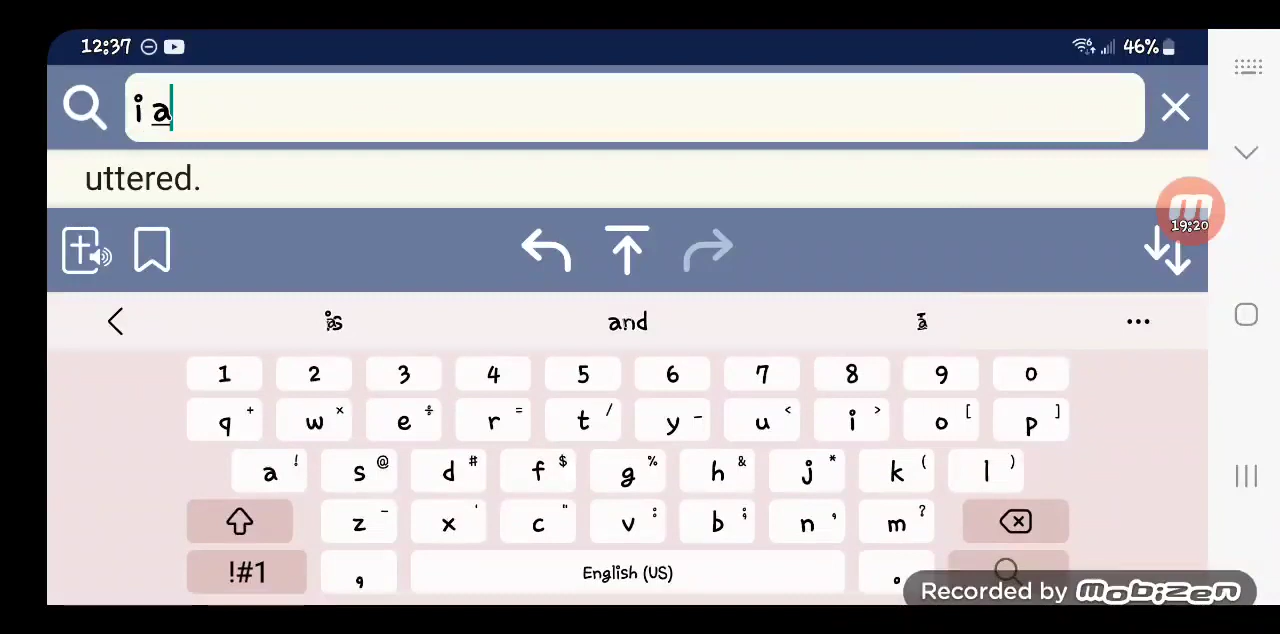 12:37 46%
i a
uttered.
19:20
is and a
1 2 3 4 5 6 7 8 9 0
q + w × e ÷ r = t / y - u < i > o [ p ]
a ! s @ d # f $ g % h & j * k ( l )
z - x ' c " v : b ; n , m ?
!#1 , English (US) .
Recorded by mobizen